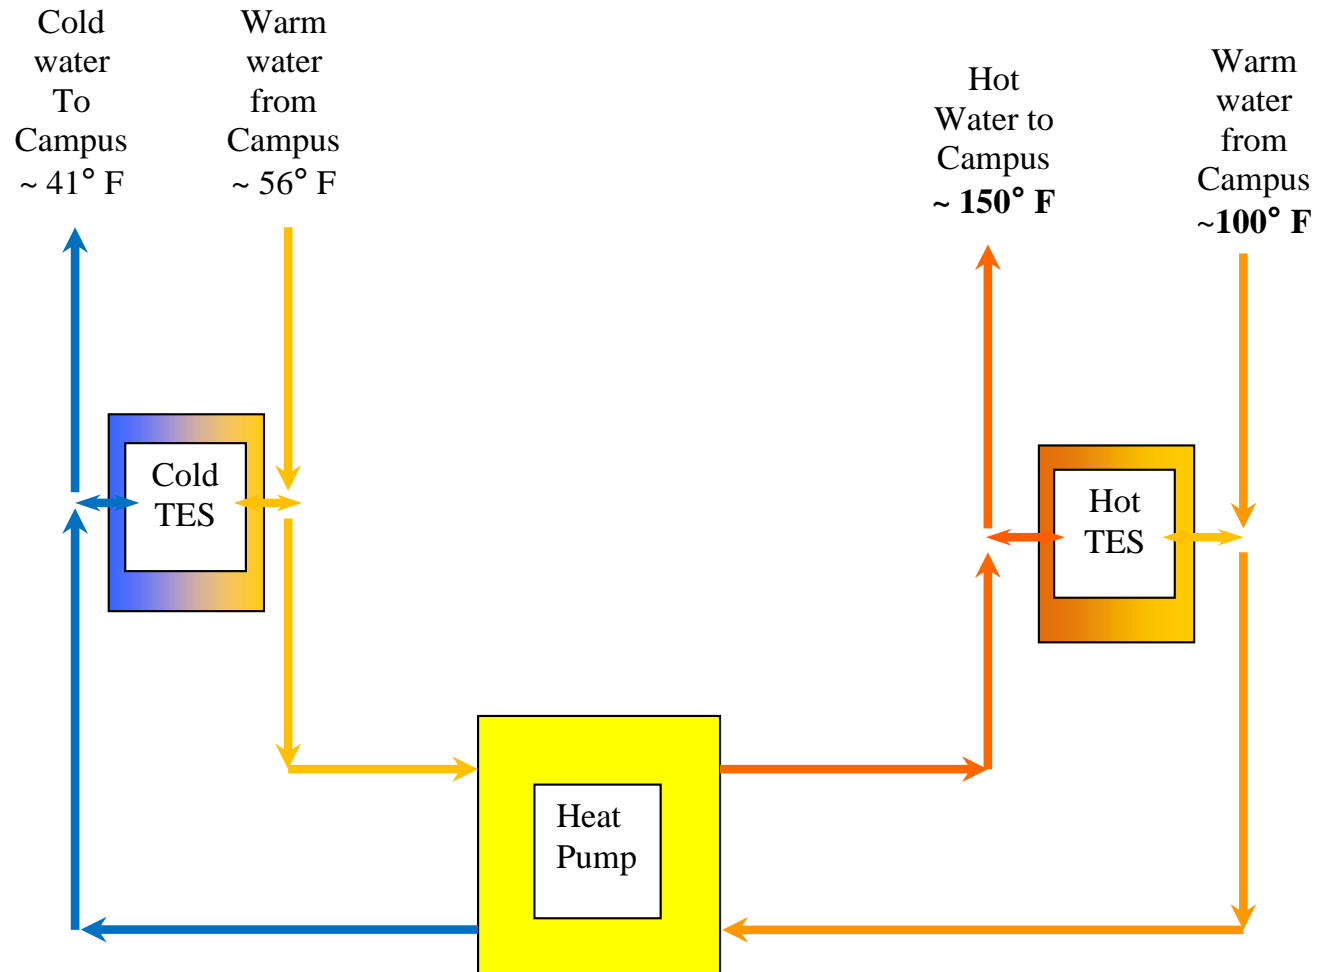 Cold
water
To
Campus
~ 41° F
Warm
water
from
Campus
~ 56° F
Hot
Water to
Campus
~ 150° F
Warm
water
from
Campus
~100° F
Cold
TES
Hot
TES
Heat
Pump